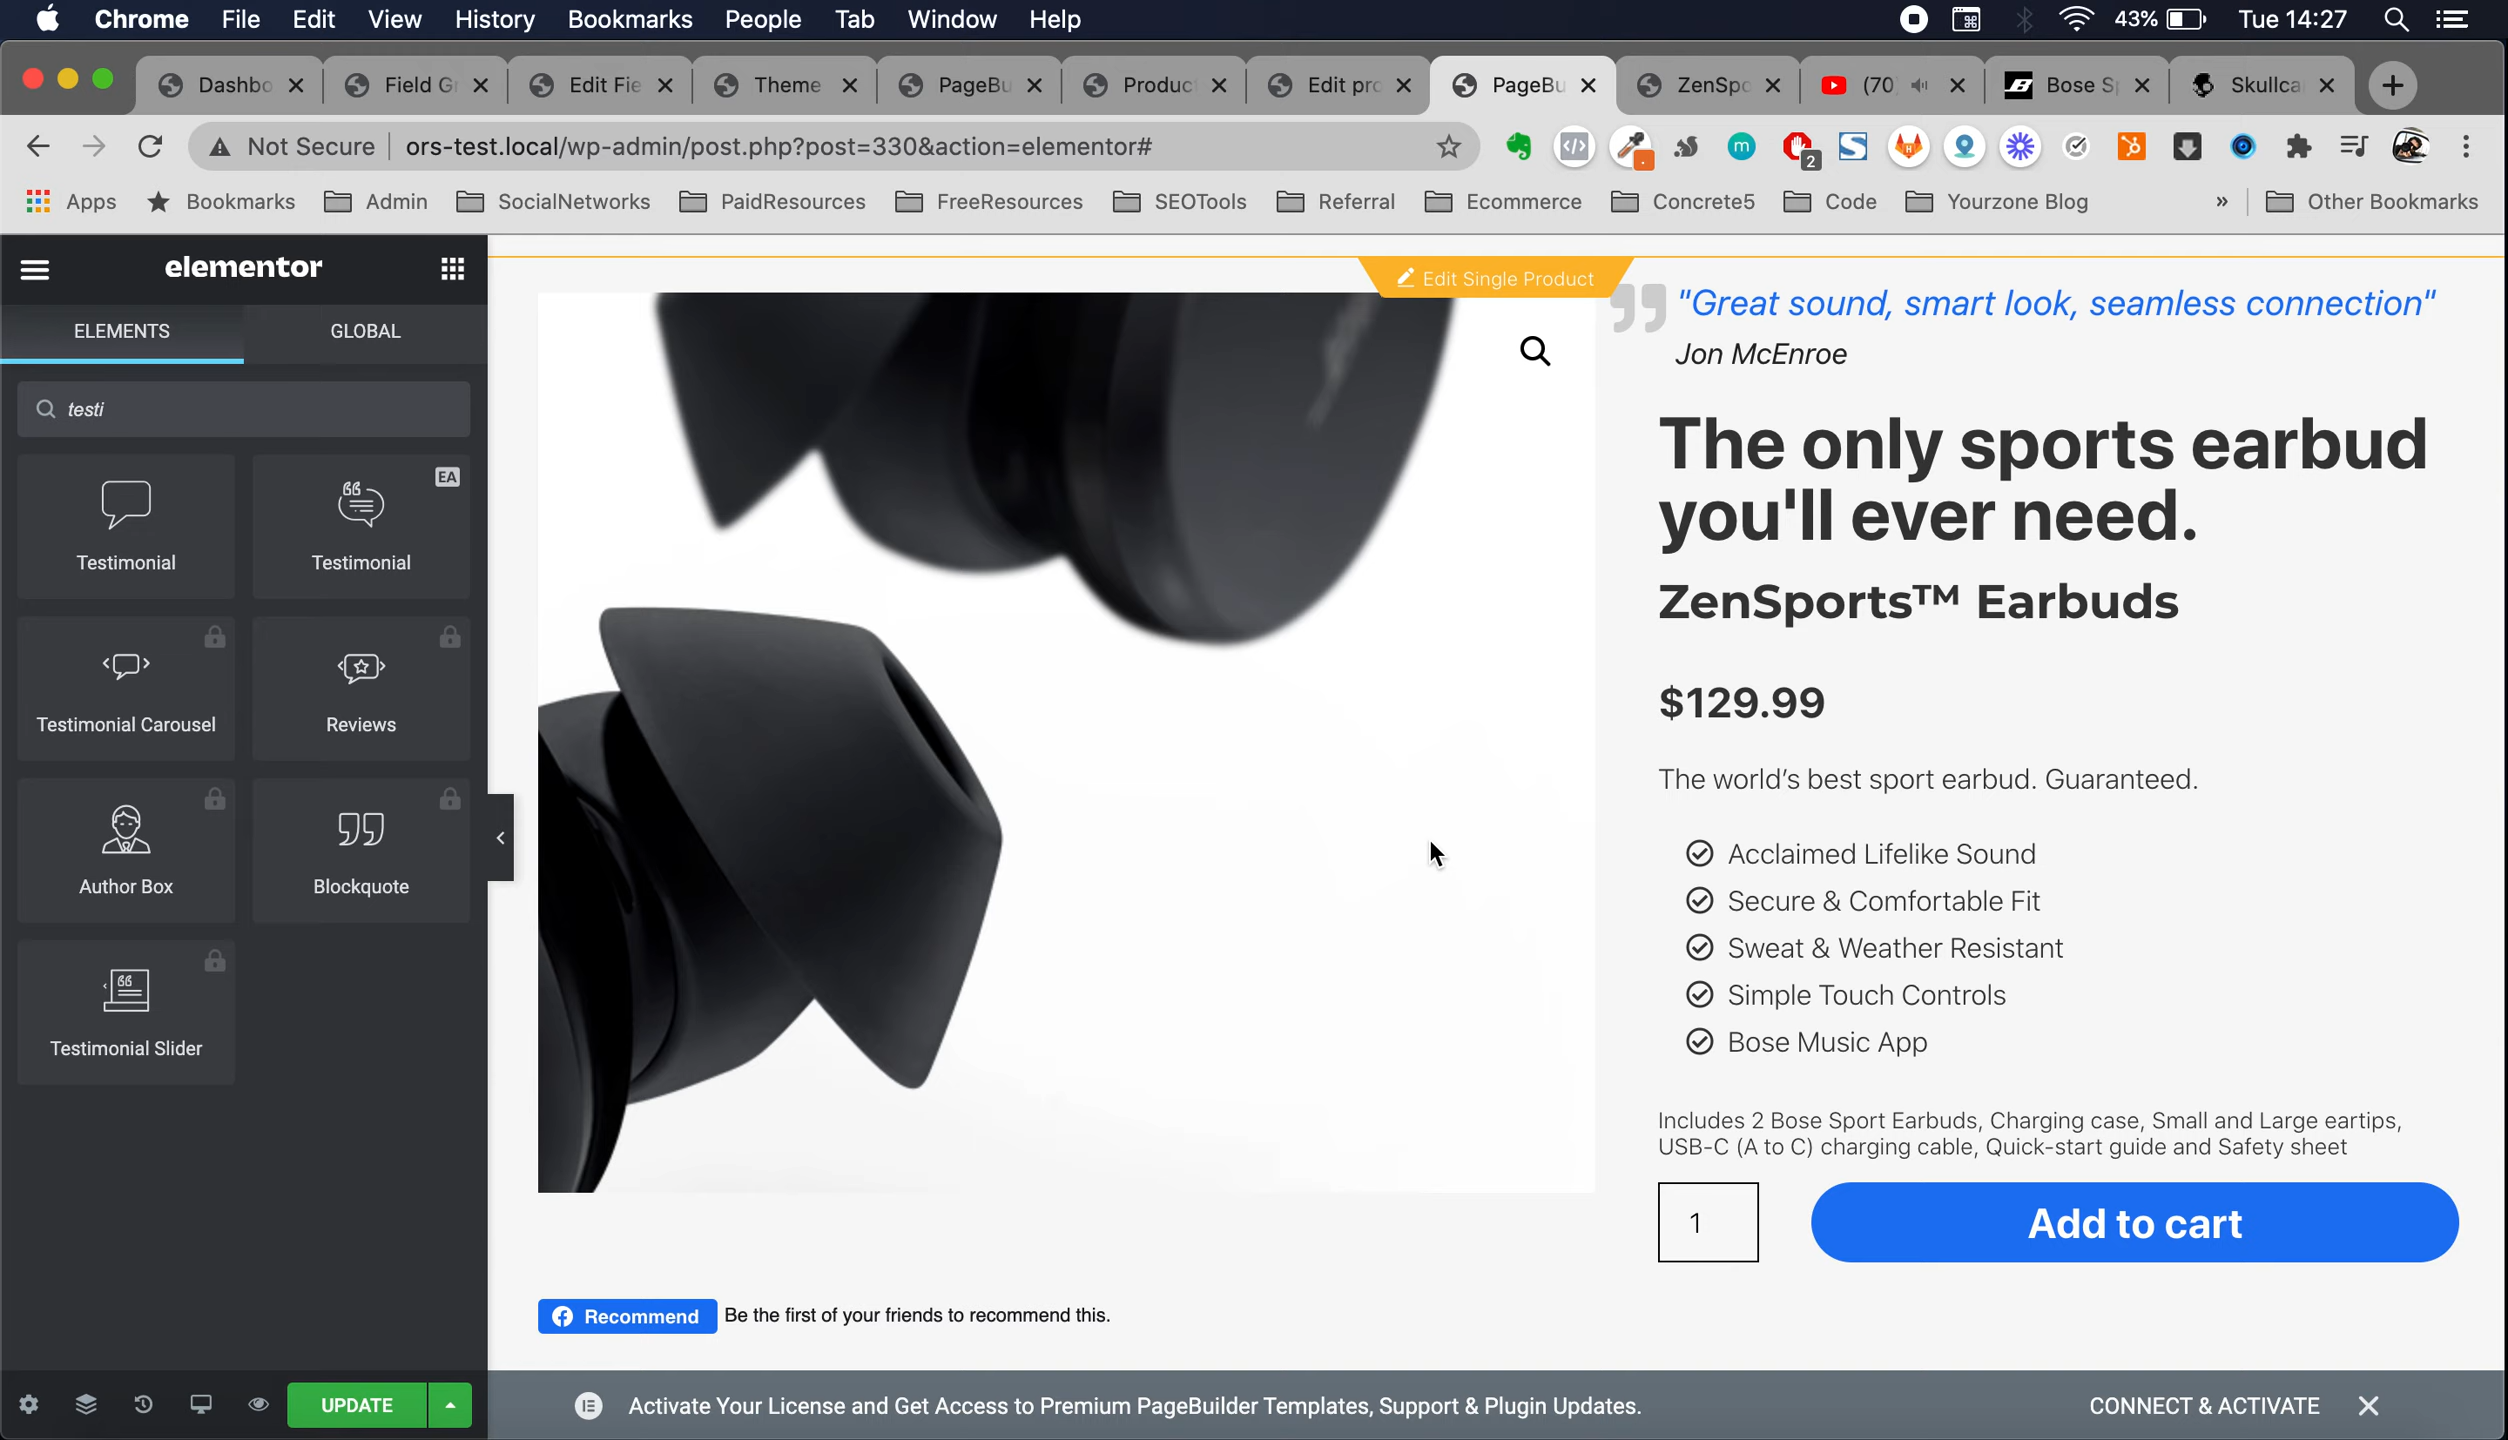 Chrome File Edit View History Bookmarks People Tab Window Help 43% Tue 14:27
Dashbo Field G Edit Fie Theme PageBu Produc Edit pro PageBu ZenSpo (70 Bose S Skullca
Not Secure ors-test.local/wp-admin/post.php?post=330&action=elementor#
2
Apps Bookmarks Admin SocialNetworks PaidResources FreeResources SEOTools Referral Ecommerce Concrete5 Code Yourzone Blog » Other Bookmarks
elementor
ELEMENTS GLOBAL
testi
EA
Testimonial Testimonial
Testimonial Carousel Reviews
Author Box Blockquote
Testimonial Slider
UPDATE
Edit Single Product
"Great sound, smart look, seamless connection"
Jon McEnroe
The only sports earbud
you'll ever need.
ZenSports™ Earbuds
$129.99
The world's best sport earbud. Guaranteed.
Acclaimed Lifelike Sound
Secure & Comfortable Fit
Sweat & Weather Resistant
Simple Touch Controls
Bose Music App
Includes 2 Bose Sport Earbuds, Charging case, Small and Large eartips,
USB-C (A to C) charging cable, Quick-start guide and Safety sheet
1 Add to cart
Recommend Be the first of your friends to recommend this.
Activate Your License and Get Access to Premium PageBuilder Templates, Support & Plugin Updates. CONNECT & ACTIVATE